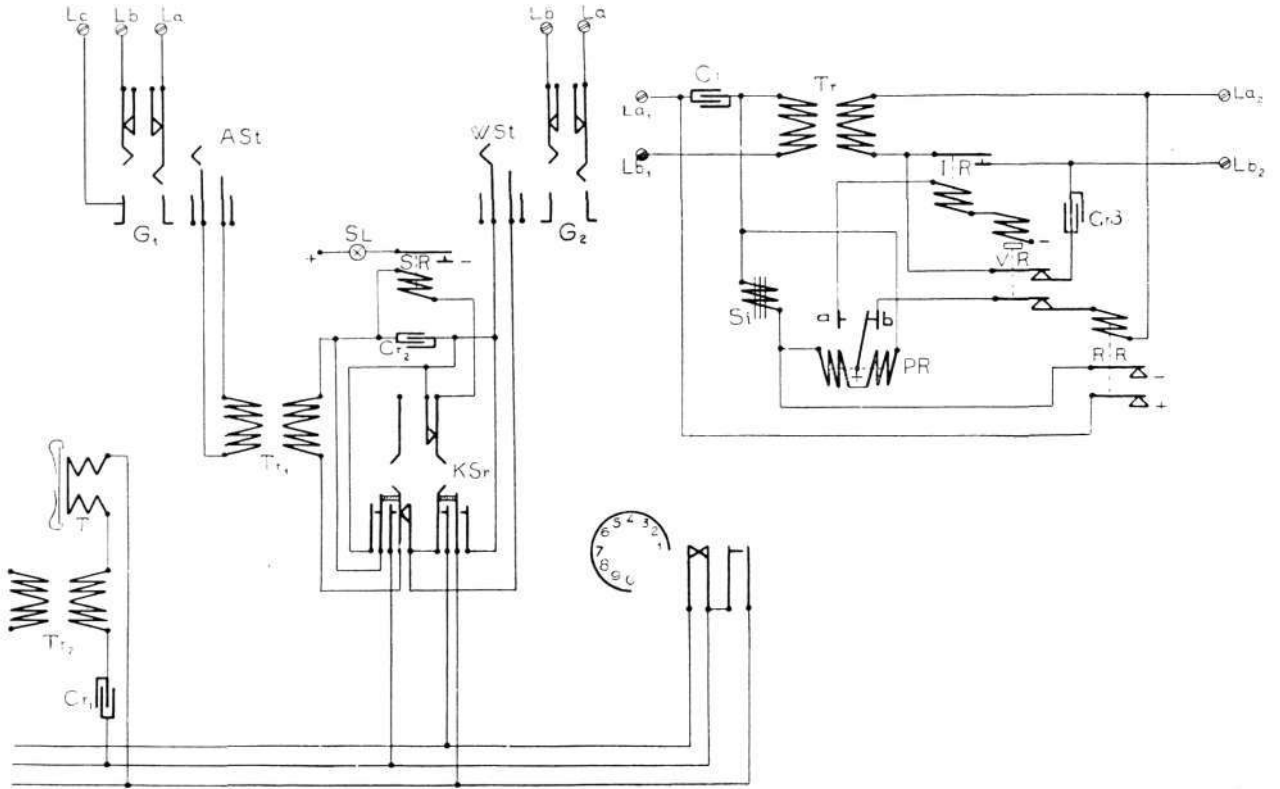 Lc Lb La
Lb La
C₁
Tr
La₁
La₂
ASt
WSt
Lb₁
Lb₂
I R
Cr3
G₁
G₂
SL
+
S R
-
-
V R
Si
a
b
Cr₂
PR
+
R R
-
+
Tr₁
KSr
T
1 2 3 4 5 6 7 8 9 0
Tr₂
Cr₁